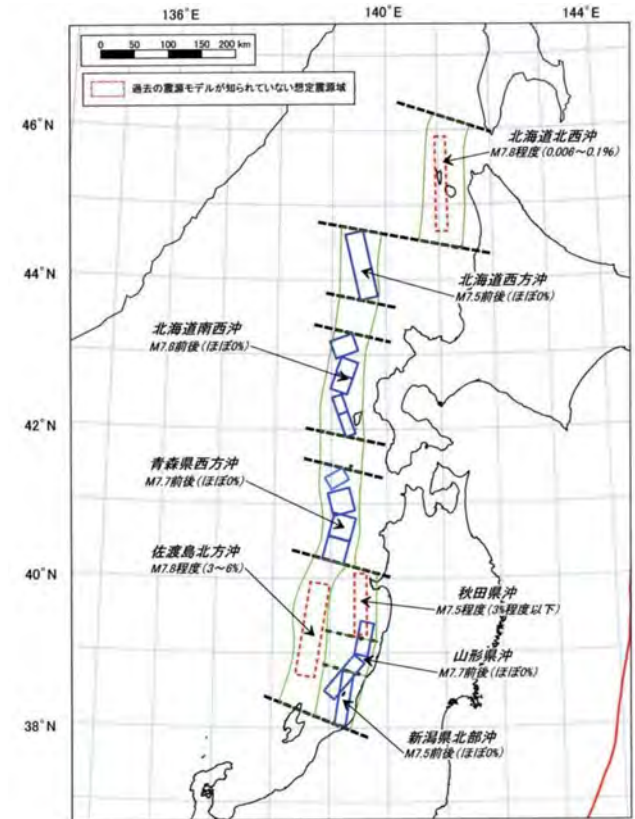 136°E
140°E
144°E
0 50 100 150 200 km
過去の震源モデルが知られていない想定震源域
46°N
北海道北西沖
M7.8程度(0.006~0.1%)
44°N
北海道西方沖
M7.5前後(ほぼ0%)
北海道南西沖
M7.8前後(ほぼ0%)
42°N
青森県西方沖
M7.7前後(ほぼ0%)
佐渡島北方沖
M7.8程度(3~6%)
40°N
秋田県沖
M7.5程度(3%程度以下)
山形県沖
M7.7前後(ほぼ0%)
38°N
新潟県北部沖
M7.5前後(ほぼ0%)